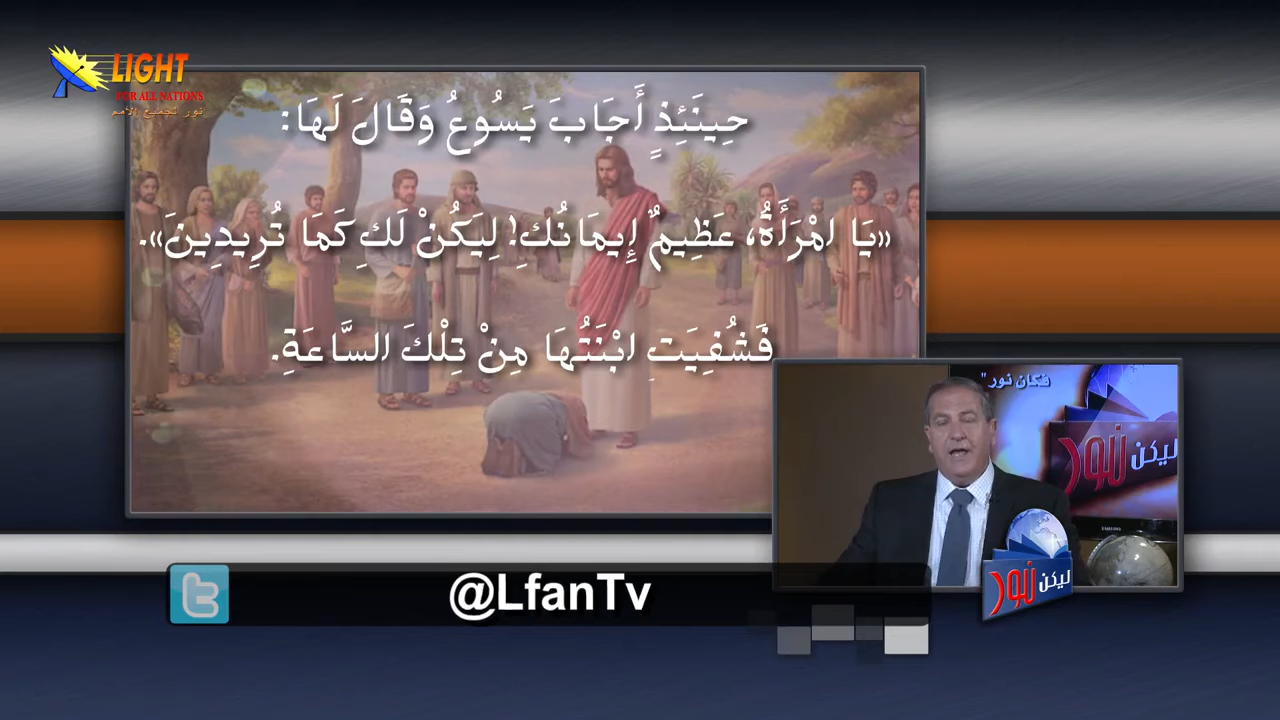 LIGHT
FOR ALL NATIONS
نور لجميع الأمم
حِينَئِذٍ أَجَابَ يَسُوعُ وَقَالَ لَهَا:
«يَا امْرَأَةُ، عَظِيمٌ إِيمَانُكِ! لِيَكُنْ لَكِ كَمَا تُرِيدِينَ».
فَشُفِيَتِ ابْنَتُهَا مِنْ تِلْكَ السَّاعَةِ.
فكان نور"
ليكن نور
SAMSUNG
ليكن نور
@LfanTv